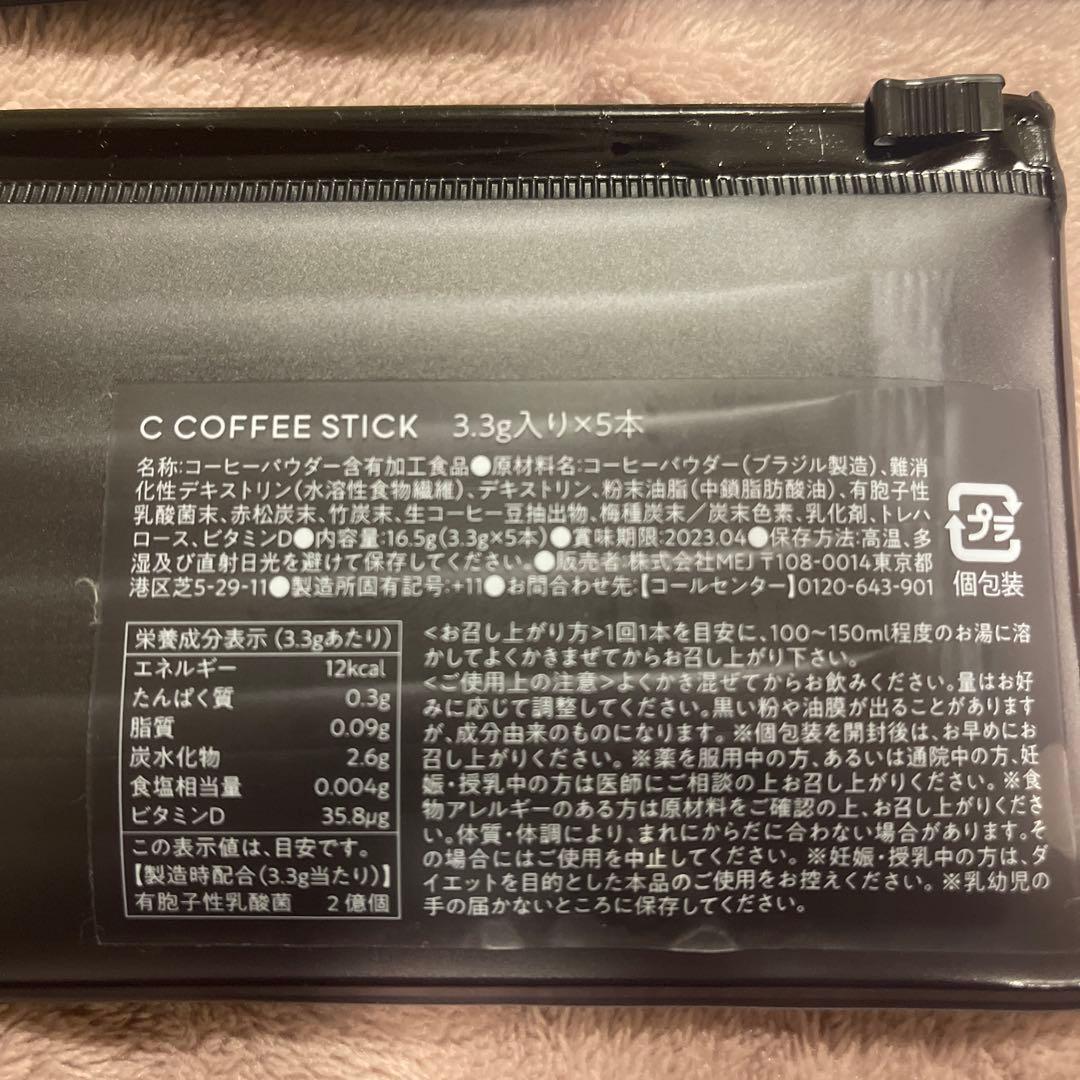 C COFFEE STICK 3.3g入り×5本
名称:コーヒーパウダー含有加工食品●原材料名:コーヒーパウダー(ブラジル製造)、難消
化性デキストリン(水溶性食物繊維)、デキストリン、粉末油脂(中鎖脂肪酸油)、有胞子性
乳酸菌末、赤松炭末、竹炭末、生コーヒー豆抽出物、梅種炭末/炭末色素、乳化剤、トレハ
ロース、ビタミンD●内容量:16.5g(3.3g×5本)●賞味期限:2023.04●保存方法:高温、多
湿及び直射日光を避けて保存してください。●販売者:株式会社MEJ 〒108-0014東京都
港区芝5-29-11●製造所固有記号:+11●お問合わせ先:【コールセンター】0120-643-901
プラ
個包装
栄養成分表示 (3.3gあたり)
エネルギー 12kcal
たんぱく質 0.3g
脂質 0.09g
炭水化物 2.6g
食塩相当量 0.004g
ビタミンD 35.8μg
この表示値は、目安です。
【製造時配合(3.3g当たり)】
有胞子性乳酸菌 2億個
<お召し上がり方>1回1本を目安に、100~150ml程度のお湯に溶
かしてよくかきまぜてからお召し上がり下さい。
<ご使用上の注意>よくかき混ぜてからお飲みください。量はお好
みに応じて調整してください。黒い粉や油膜が出ることがあります
が、成分由来のものになります。※個包装を開封後は、お早めにお
召し上がりください。※薬を服用中の方、あるいは通院中の方、妊
娠・授乳中の方は医師にご相談の上お召し上がりください。※食
物アレルギーのある方は原材料をご確認の上、お召し上がりくださ
い。体質・体調により、まれにからだに合わない場合があります。そ
の場合にはご使用を中止してください。※妊娠・授乳中の方は、ダ
イエットを目的とした本品のご使用をお控えください。※乳幼児の
手の届かないところに保存してください。